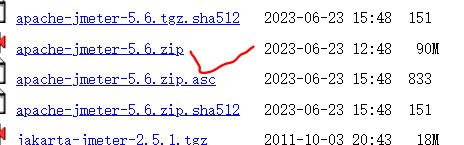 apache-jmeter-5.6.tgz.sha512 2023-06-23 15:48 151
apache-jmeter-5.6.zip 2023-06-23 12:48 90M
apache-jmeter-5.6.zip.asc 2023-06-23 15:48 833
apache-jmeter-5.6.zip.sha512 2023-06-23 15:48 151
jakarta-jmeter-2.5.1.tgz 2011-10-03 20:43 18M